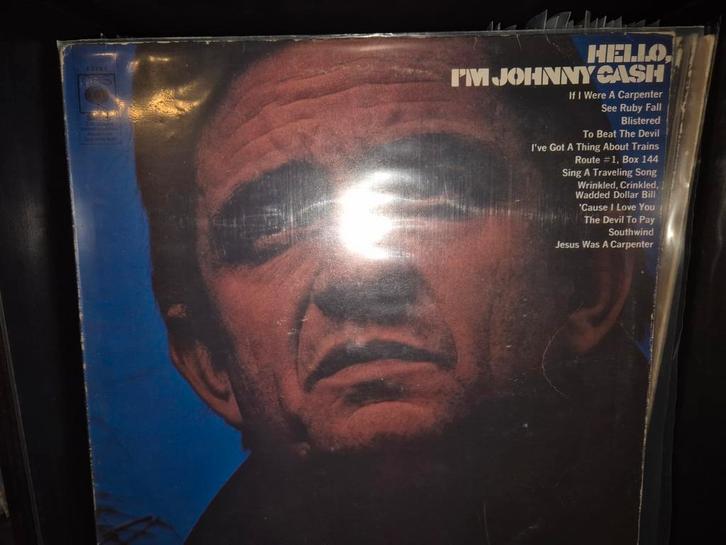 HELLO,
I'M JOHNNY CASH
If I Were A Carpenter
See Ruby Fall
Blistered
To Beat The Devil
I've Got A Thing About Trains
Route #1, Box 144
Sing A Traveling Song
Wrinkled, Crinkled,
Wadded Dollar Bill
'Cause I Love You
The Devil To Pay
Southwind
Jesus Was A Carpenter